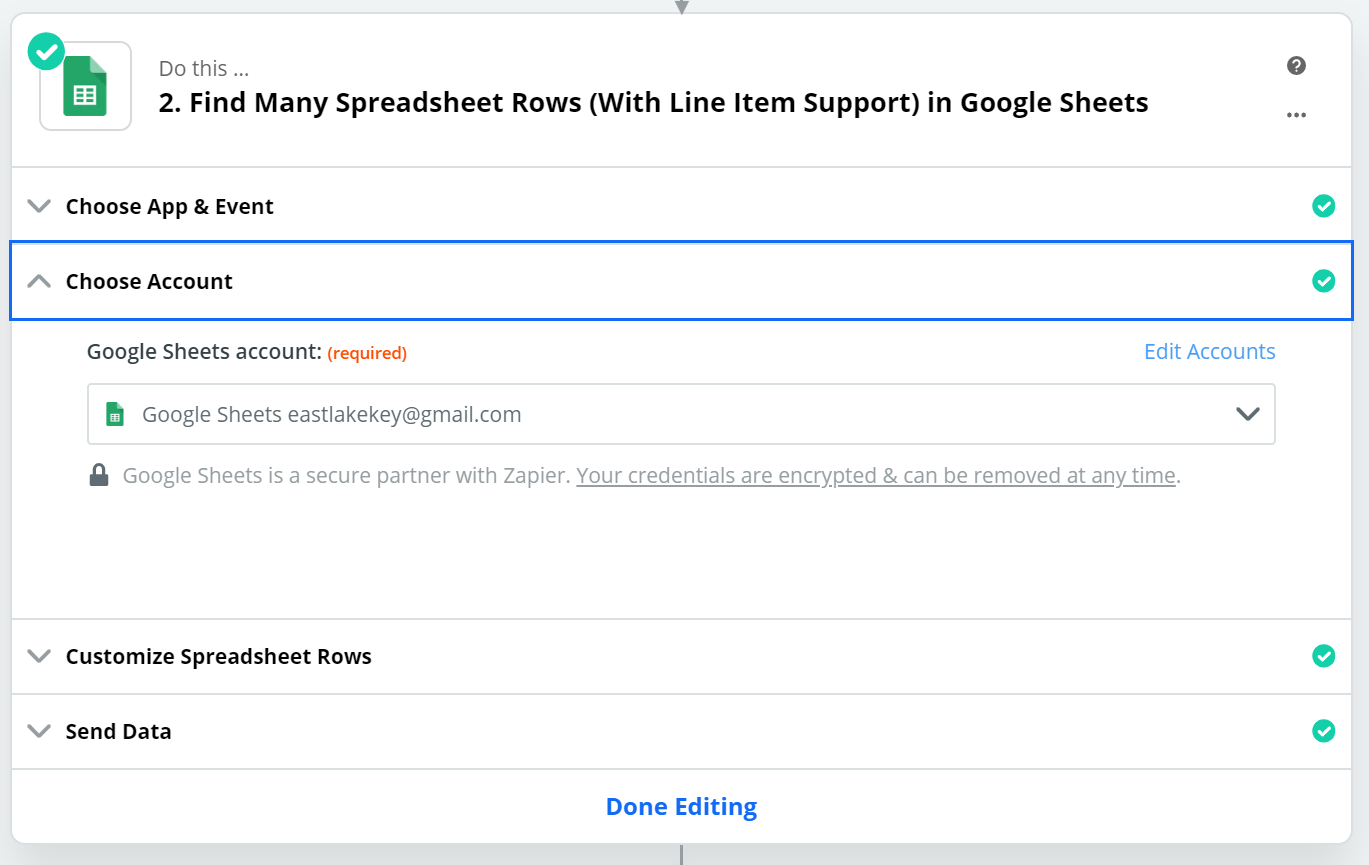 Do this ...
2. Find Many Spreadsheet Rows (With Line Item Support) in Google Sheets
Choose App & Event
Choose Account
Google Sheets account: (required)
Edit Accounts
Google Sheets eastlakekey@gmail.com
Google Sheets is a secure partner with Zapier. Your credentials are encrypted & can be removed at any time.
Customize Spreadsheet Rows
Send Data
Done Editing